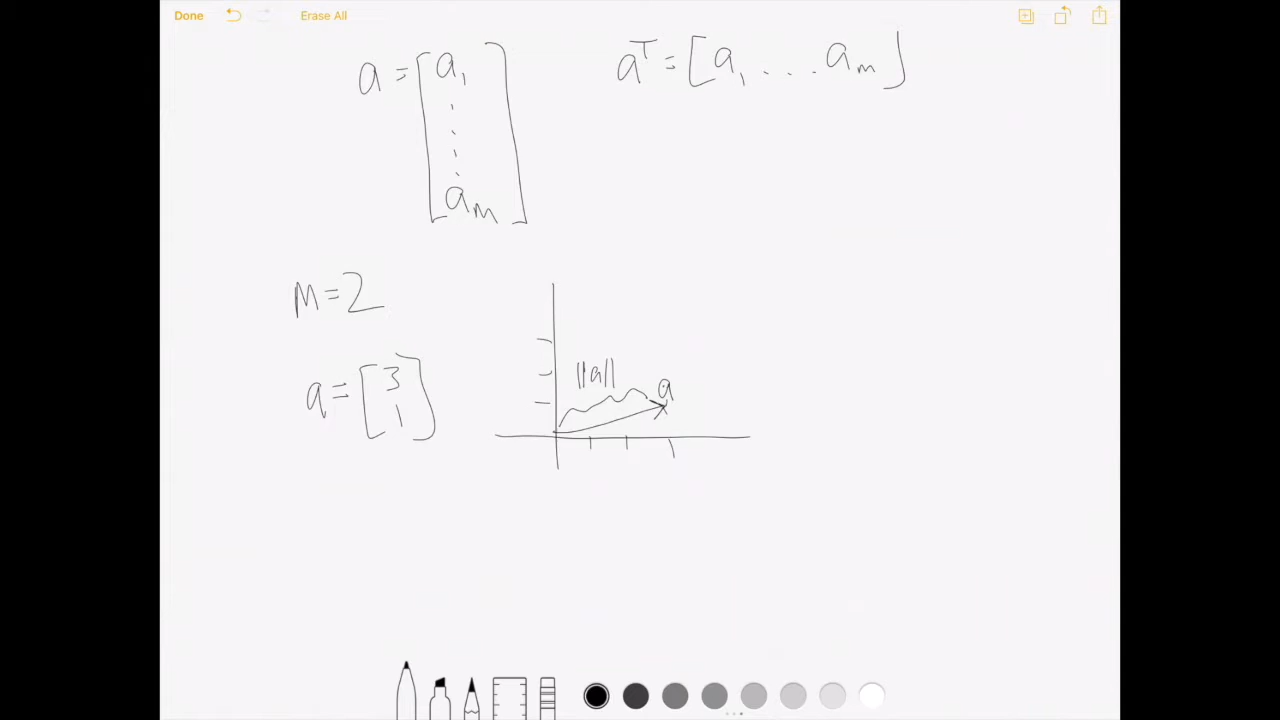 Done Erase All
a = [a₁ . . . . aₘ] aᵀ = [a₁ . . . aₘ]
m = 2
a = [3 1]
||a||
a